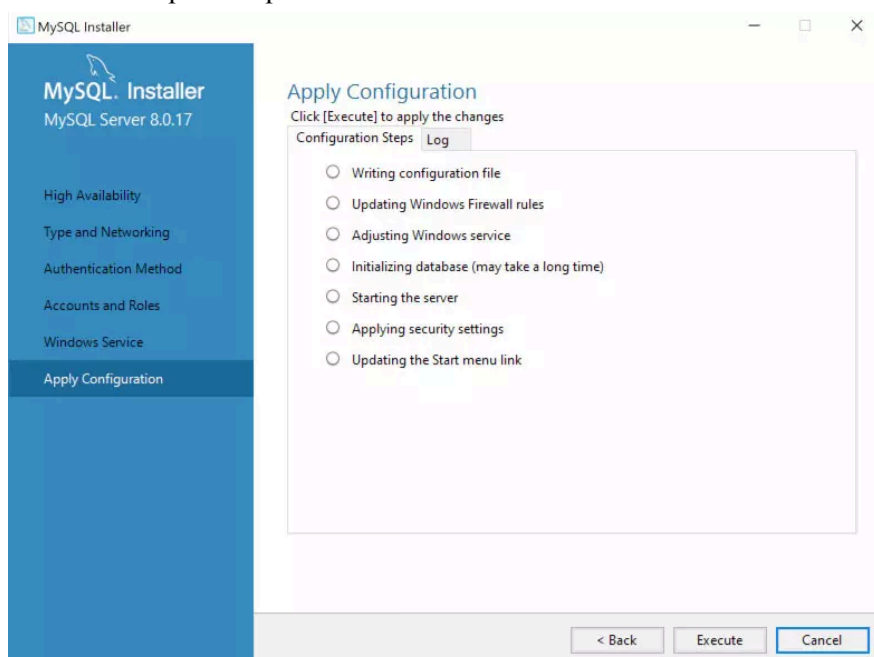 MySQL Installer
MySQL. Installer
MySQL Server 8.0.17
High Availability
Type and Networking
Authentication Method
Accounts and Roles
Windows Service
Apply Configuration
Apply Configuration
Click [Execute] to apply the changes
Configuration Steps Log
Writing configuration file
Updating Windows Firewall rules
Adjusting Windows service
Initializing database (may take a long time)
Starting the server
Applying security settings
Updating the Start menu link
< Back Execute Cancel